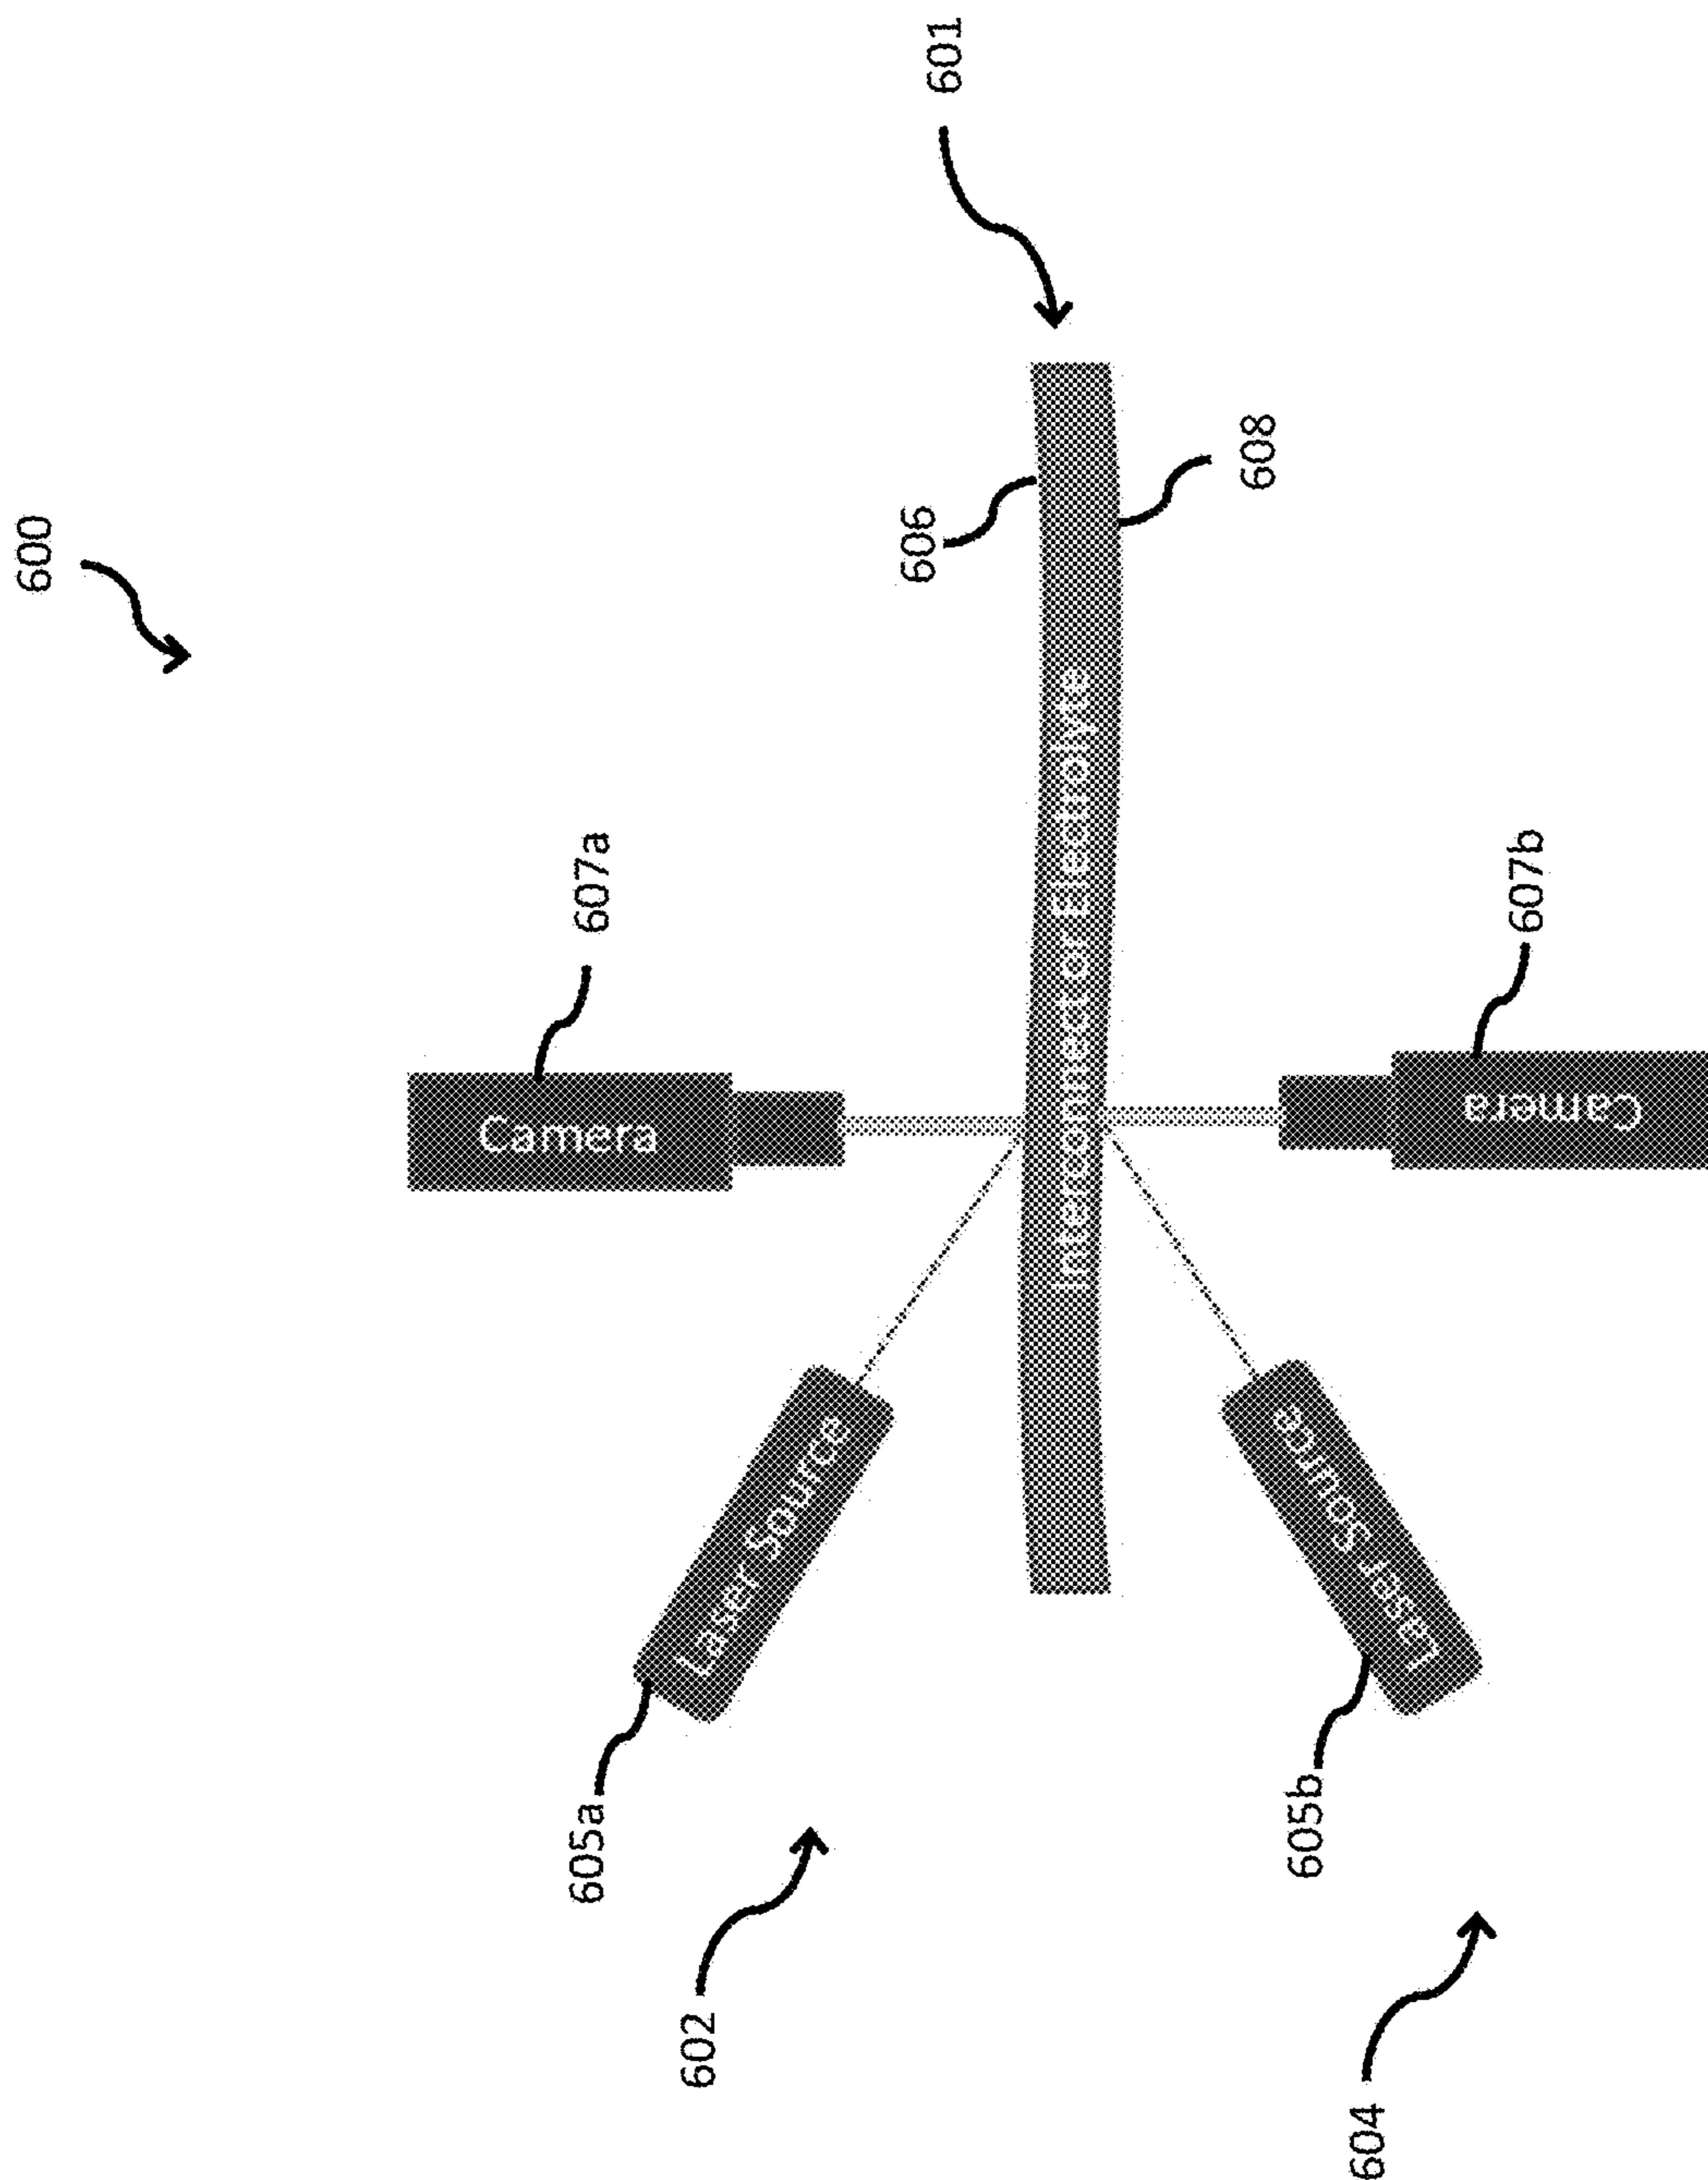 600
605a
Camera
607a
Laser Source
602
606
601
Interconnect or Electrolyte
608
605b
Laser Source
604
Camera
607b